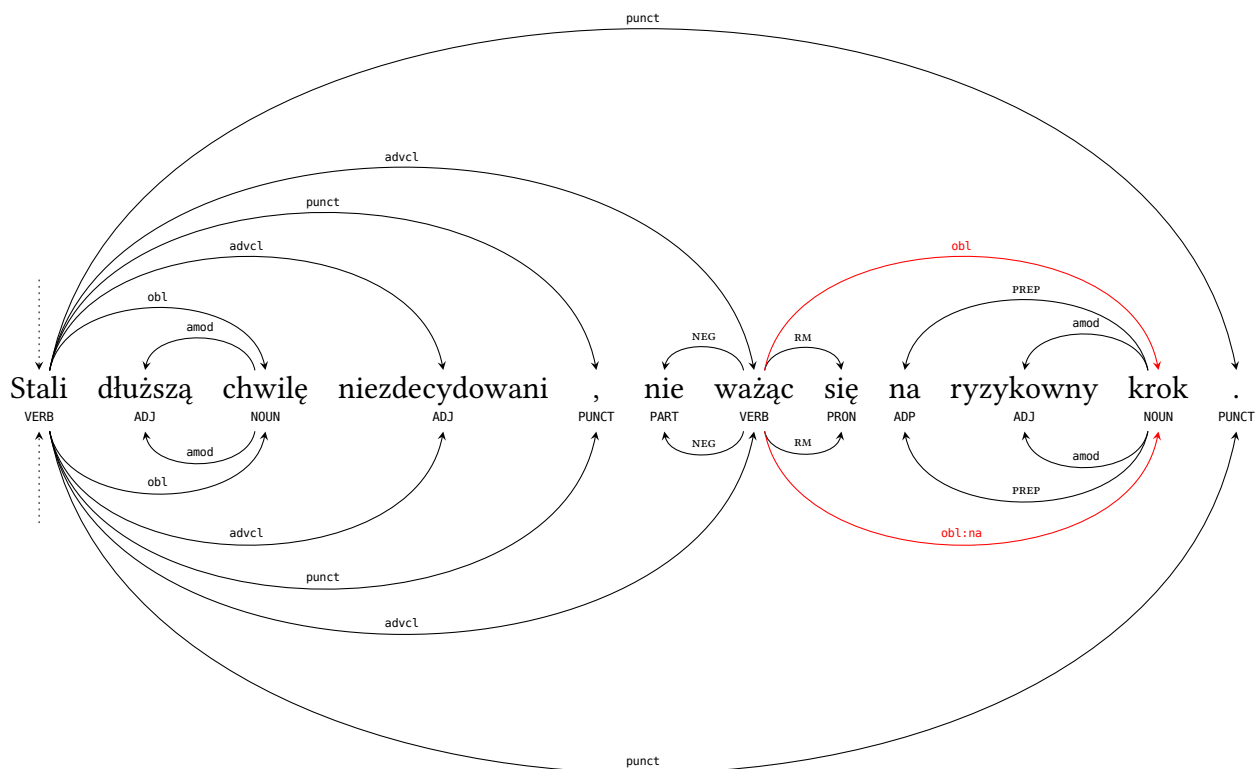 punct
advcl
punct
advcl
obl
obl
PREP
amod
amod
NEG
RM
Stali dłuższą chwilę niezdecydowani , nie ważąc się na ryzykowny krok .
VERB ADJ NOUN ADJ PUNCT PART VERB PRON ADP ADJ NOUN PUNCT
NEG
RM
amod
amod
obl
PREP
advcl
obl:na
punct
advcl
punct